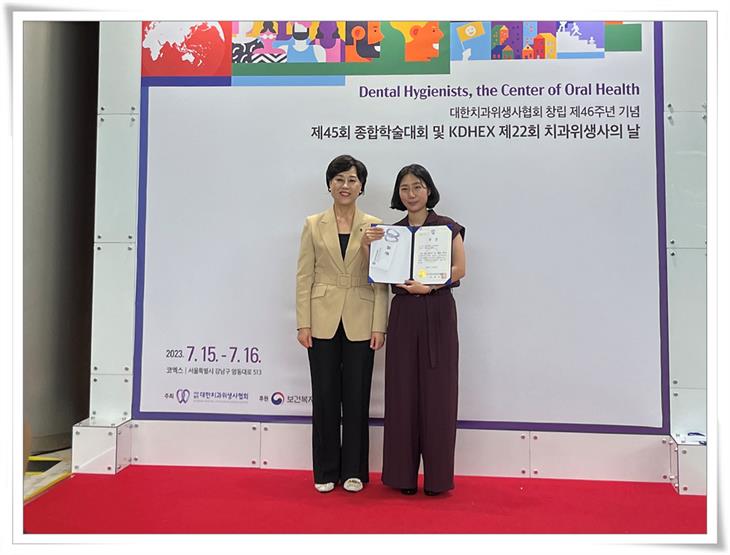 Dental Hygienists, the Center of Oral Health
대한치과위생사협회 창립 제46주년 기념
제45회 종합학술대회 및 KDHEX 제22회 치과위생사의 날
2023. 7. 15. - 7. 16.
코엑스 | 서울특별시 강남구 영동대로 513
주최 대한치과위생사협회 후원 보건복지